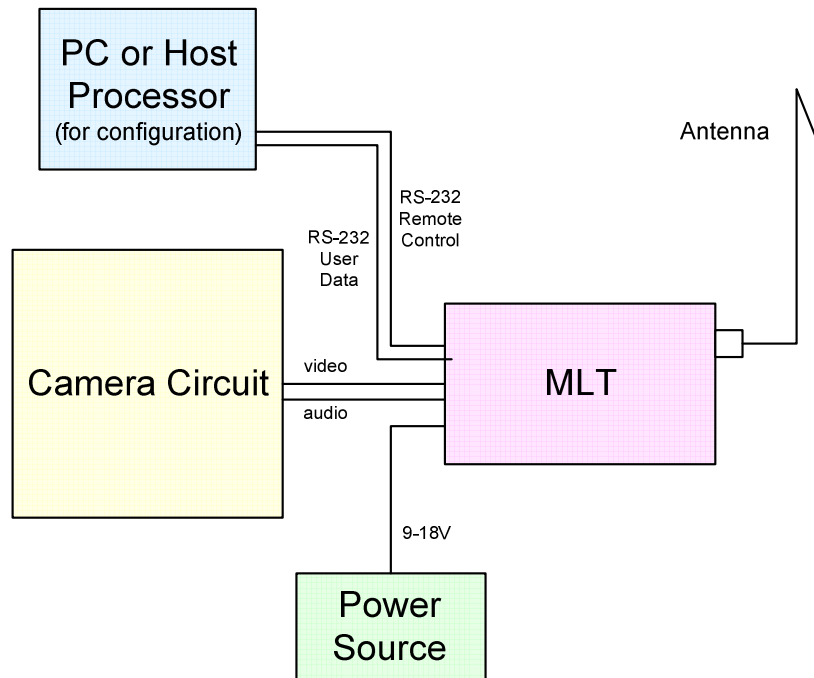 PC or Host
Processor
(for configuration)
Antenna
RS-232
Remote
Control
RS-232
User
Data
Camera Circuit
video
audio
MLT
9-18V
Power
Source